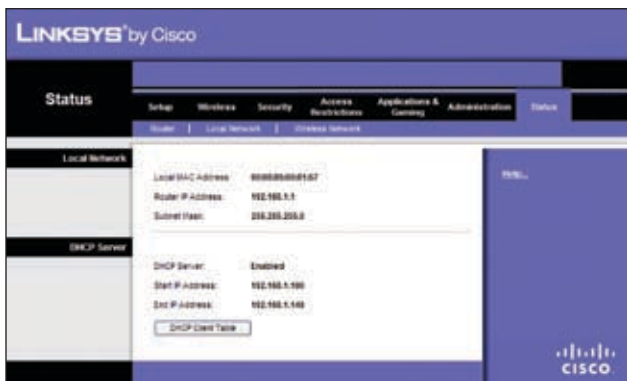 LINKSYS® by Cisco
Status
Setup Wireless Security Access Restrictions Applications & Gaming Administration Status
Router | Local Network | Wireless Network
Local Network
Local MAC Address:
Router IP Address: 192.168.1.1
Subnet Mask: 255.255.255.0
Help...
DHCP Server
DHCP Server: Enabled
Start IP Address: 192.168.1.100
End IP Address: 192.168.1.149
DHCP Client Table
CISCO